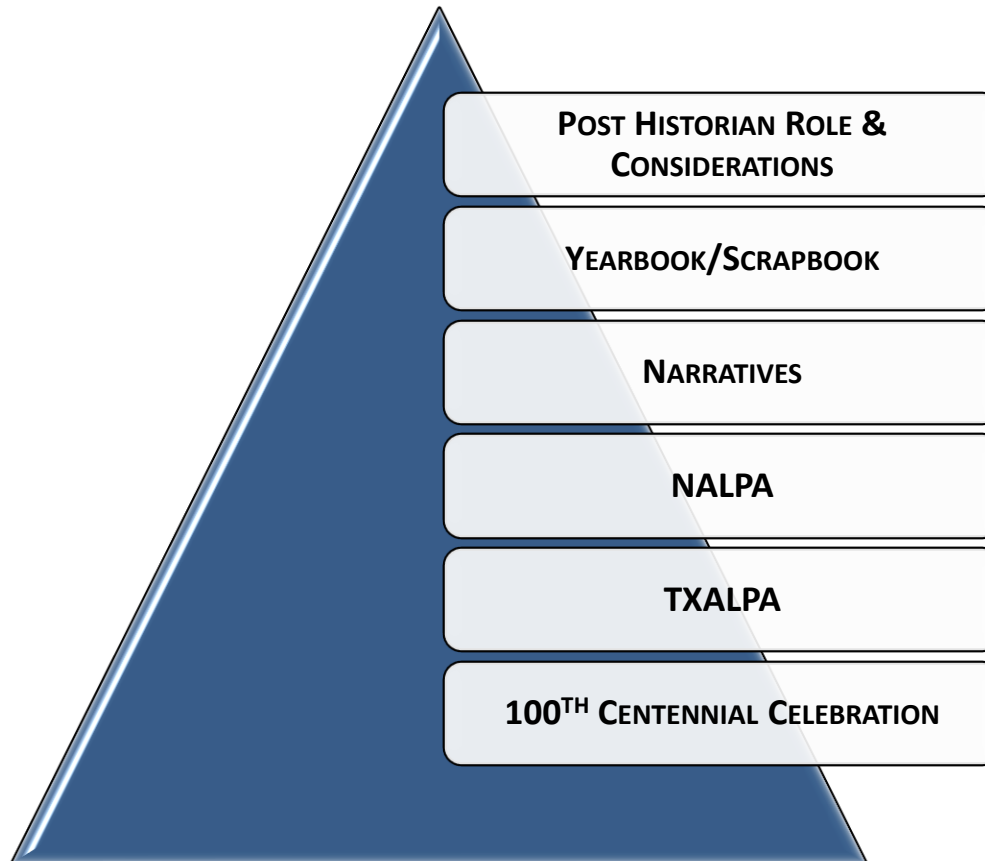 Post Historian Role &
Considerations
Yearbook/Scrapbook
Narratives
NALPA
TXALPA
100TH Centennial Celebration